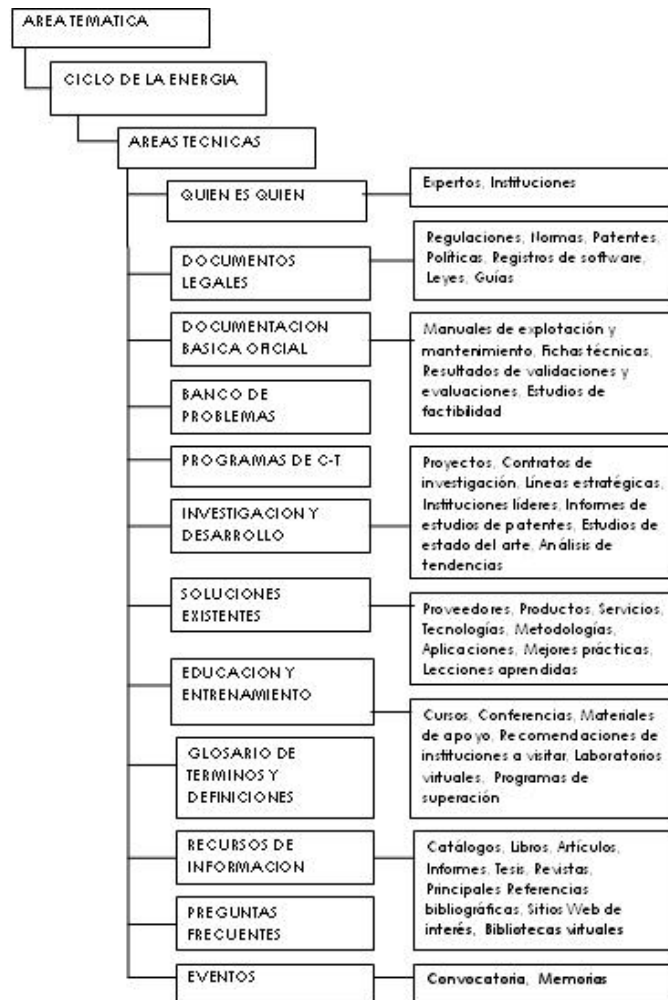 AREA TEMATICA
CICLO DE LA ENERGIA
AREAS TECNICAS
QUIEN ES QUIEN
Expertos, Instituciones
DOCUMENTOS
LEGALES
Regulaciones, Normas, Patentes,
Políticas, Registros de software,
Leyes, Guías
DOCUMENTACION
BASICA OFICIAL
Manuales de explotación y
mantenimiento, Fichas técnicas,
Resultados de validaciones y
evaluaciones, Estudios de
factibilidad
BANCO DE
PROBLEMAS
PROGRAMAS DE C-T
INVESTIGACION Y
DESARROLLO
Proyectos, Contratos de
investigación, Líneas estratégicas,
Instituciones líderes, Informes de
estudios de patentes, Estudios de
estado del arte, Análisis de
tendencias
SOLUCIONES
EXISTENTES
Proveedores, Productos, Servicios,
Tecnologías, Metodologías,
Aplicaciones, Mejores prácticas,
Lecciones aprendidas
EDUCACION Y
ENTRENAMIENTO
Cursos, Conferencias, Materiales
de apoyo, Recomendaciones de
instituciones a visitar, Laboratorios
virtuales, Programas de
superación
GLOSARIO DE
TERMINOS Y
DEFINICIONES
RECURSOS DE
INFORMACION
Catálogos, Libros, Artículos,
Informes, Tesis, Revistas,
Principales Referencias
bibliográficas, Sitios Web de
interés, Bibliotecas virtuales
PREGUNTAS
FRECUENTES
EVENTOS
Convocatoria, Memorias